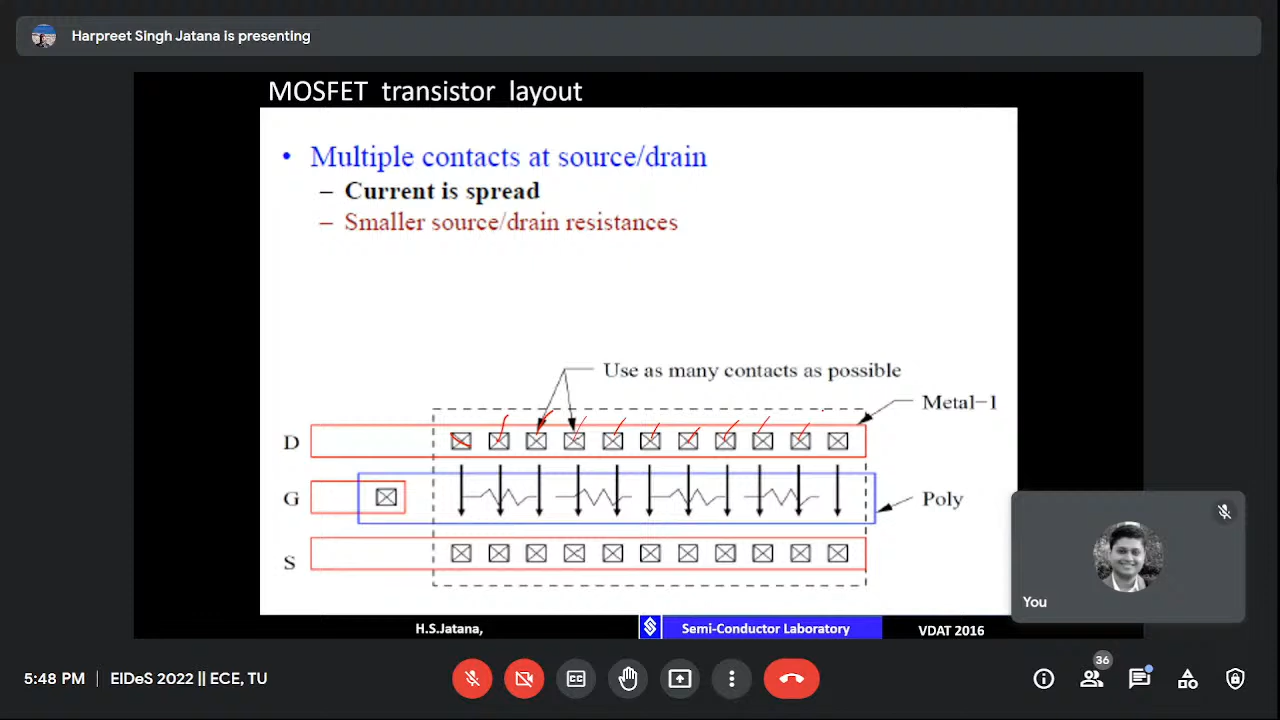 Harpreet Singh Jatana is presenting
MOSFET transistor layout
• Multiple contacts at source/drain
– Current is spread
– Smaller source/drain resistances
Use as many contacts as possible
Metal−1
D
G
Poly
S
You
H.S.Jatana,
Semi-Conductor Laboratory
VDAT 2016
36
5:48 PM | EIDeS 2022 || ECE, TU
CC